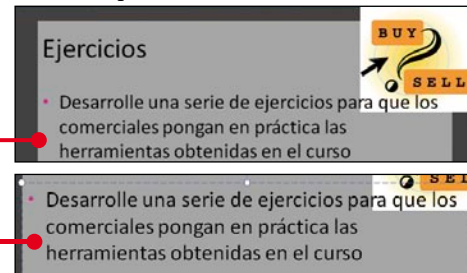 BUY
Ejercicios
SELL
• Desarrolle una serie de ejercicios para que los
comerciales pongan en práctica las
herramientas obtenidas en el curso
SELL
• Desarrolle una serie de ejercicios para que los
comerciales pongan en práctica las
herramientas obtenidas en el curso